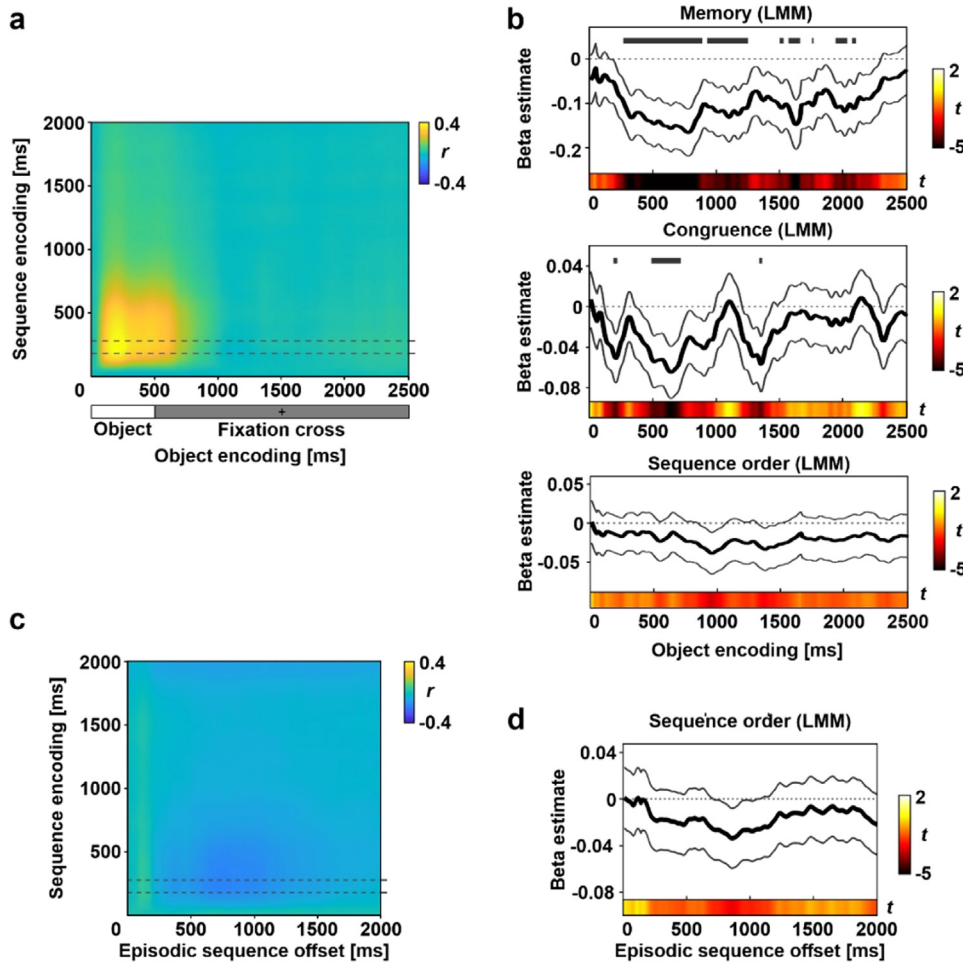 a
2000
1500
1000
500
Sequence encoding [ms]
0.4
r
-0.4
0
500
1000
1500
2000
2500
+
Object
Fixation cross
Object encoding [ms]
b
Memory (LMM)
0
-0.1
-0.2
Beta estimate
2
t
-5
t
0
500
1000
1500
2000
2500
Congruence (LMM)
0.04
0
-0.04
-0.08
Beta estimate
2
t
-5
t
0
500
1000
1500
2000
2500
Sequence order (LMM)
0.05
0
-0.05
Beta estimate
2
t
-5
t
0
500
1000
1500
2000
2500
Object encoding [ms]
c
2000
1500
1000
500
Sequence encoding [ms]
0.4
r
-0.4
0
500
1000
1500
2000
Episodic sequence offset [ms]
d
Sequence order (LMM)
0.04
0
-0.04
-0.08
Beta estimate
2
t
-5
t
0
500
1000
1500
2000
Episodic sequence offset [ms]